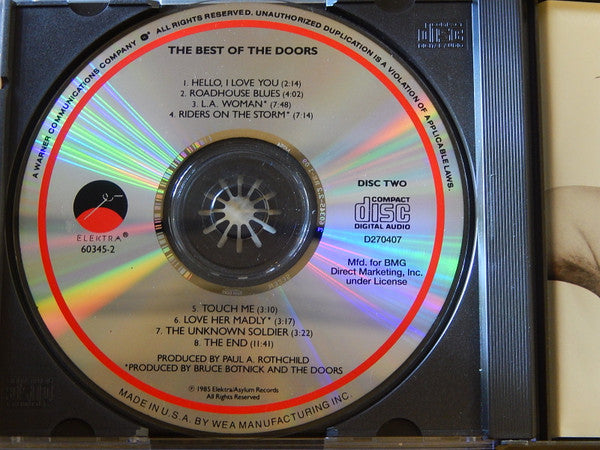 A WARNER COMMUNICATIONS COMPANY ALL RIGHTS RESERVED. UNAUTHORIZED DUPLICATION IS A VIOLATION OF APPLICABLE LAWS.
THE BEST OF THE DOORS
1. HELLO, I LOVE YOU (2:14)
2. ROADHOUSE BLUES (4:02)
3. L.A. WOMAN* (7:48)
4. RIDERS ON THE STORM* (7:14)
DISC TWO
COMPACT
disc
DIGITAL AUDIO
D270407
ELEKTRA®
60345-2
Mfd. for BMG
Direct Marketing, Inc.
under License
5. TOUCH ME (3:10)
6. LOVE HER MADLY* (3:17)
7. THE UNKNOWN SOLDIER (3:22)
8. THE END (11:41)
PRODUCED BY PAUL A. ROTHCHILD
*PRODUCED BY BRUCE BOTNICK AND THE DOORS
℗ 1985 Elektra/Asylum Records
All Rights Reserved.
MADE IN U.S.A. BY WEA MANUFACTURING INC.
COMPACT
disc
DIGITAL AUDIO